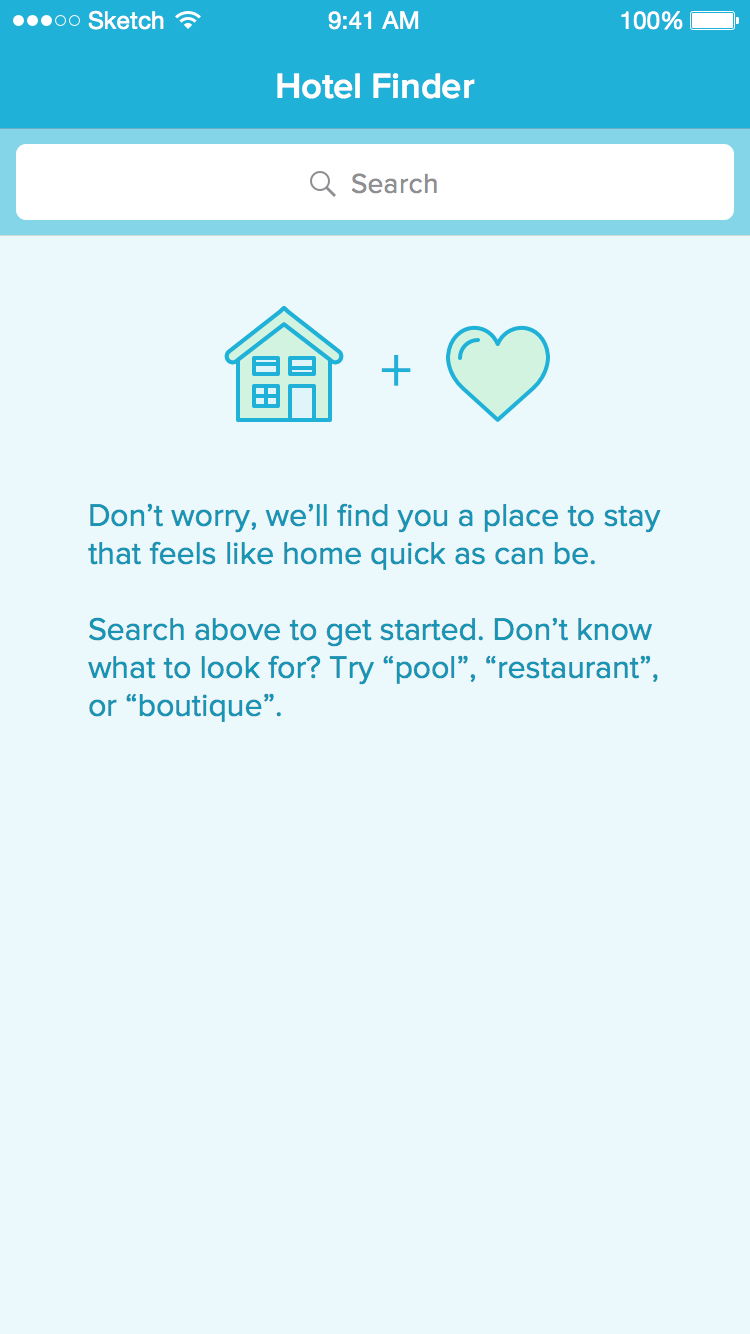 Sketch 9:41 AM 100%
Hotel Finder
Search
+
Don’t worry, we’ll find you a place to stay
that feels like home quick as can be.
Search above to get started. Don’t know
what to look for? Try “pool”, “restaurant”,
or “boutique”.